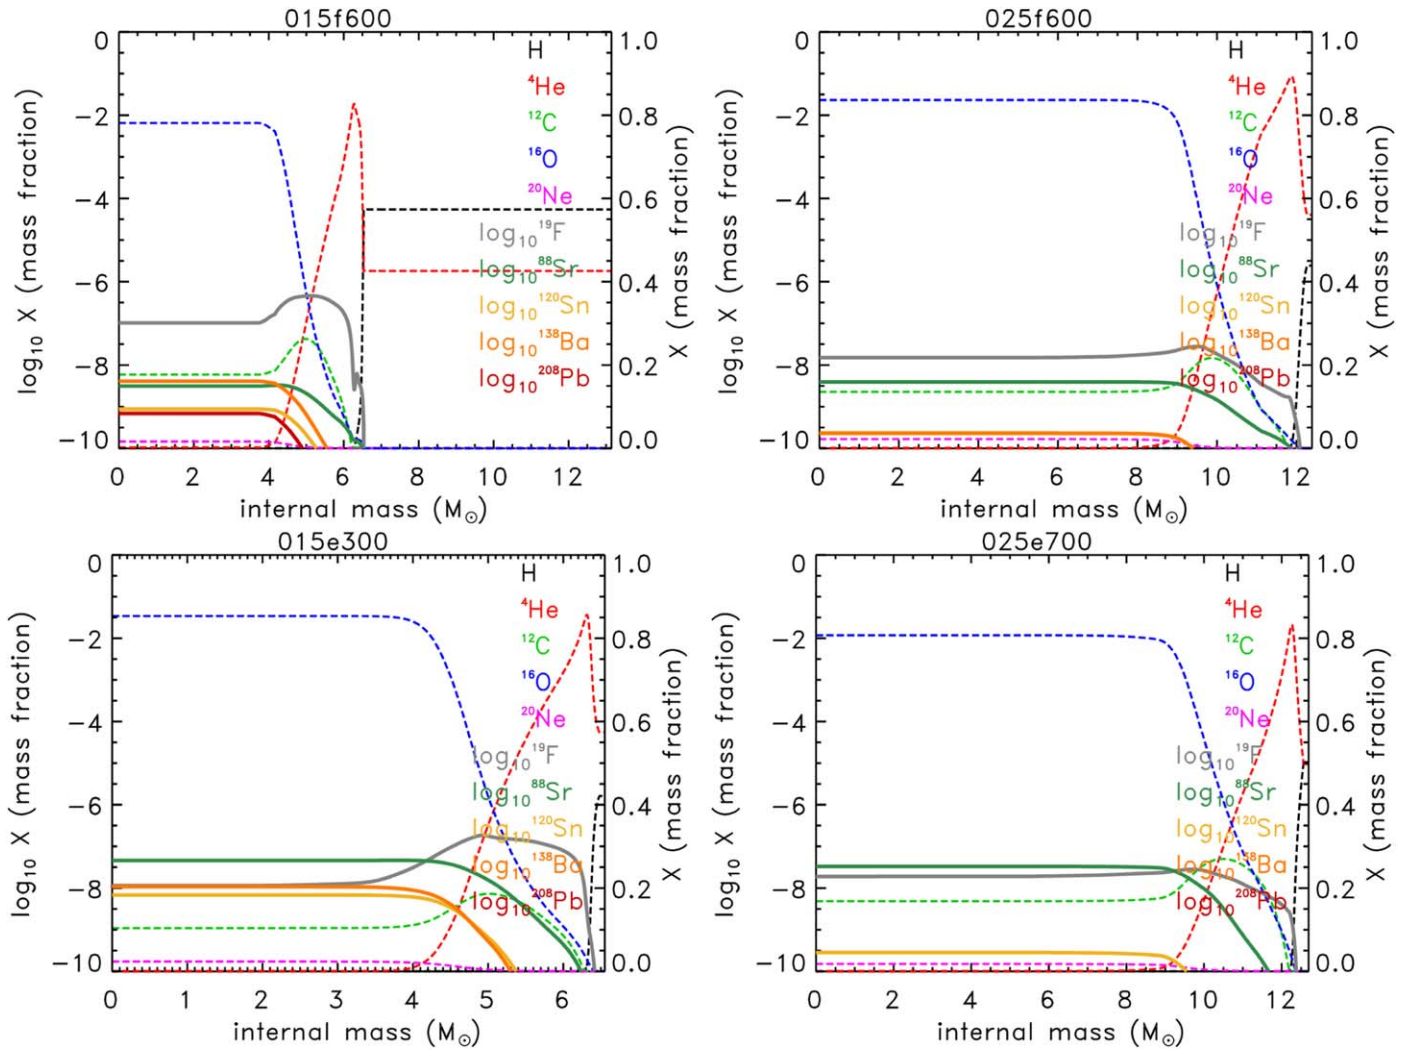 015f600
0
−2
−4
−6
−8
−10
log₁₀ X (mass fraction)
1.0
0.8
0.6
0.4
0.2
0.0
X (mass fraction)
H
⁴He
¹²C
¹⁶O
²⁰Ne
log₁₀ ¹⁹F
log₁₀ ⁸⁸Sr
log₁₀ ¹²⁰Sn
log₁₀ ¹³⁸Ba
log₁₀ ²⁰⁸Pb
0 2 4 6 8 10 12
internal mass (M☉)
025f600
0
−2
−4
−6
−8
−10
log₁₀ X (mass fraction)
1.0
0.8
0.6
0.4
0.2
0.0
X (mass fraction)
H
⁴He
¹²C
¹⁶O
²⁰Ne
log₁₀ ¹⁹F
log₁₀ ⁸⁸Sr
log₁₀ ¹²⁰Sn
log₁₀ ¹³⁸Ba
log₁₀ ²⁰⁸Pb
0 2 4 6 8 10 12
internal mass (M☉)
015e300
0
−2
−4
−6
−8
−10
log₁₀ X (mass fraction)
1.0
0.8
0.6
0.4
0.2
0.0
X (mass fraction)
H
⁴He
¹²C
¹⁶O
²⁰Ne
log₁₀ ¹⁹F
log₁₀ ⁸⁸Sr
log₁₀ ¹²⁰Sn
log₁₀ ¹³⁸Ba
log₁₀ ²⁰⁸Pb
0 1 2 3 4 5 6
internal mass (M☉)
025e700
0
−2
−4
−6
−8
−10
log₁₀ X (mass fraction)
1.0
0.8
0.6
0.4
0.2
0.0
X (mass fraction)
H
⁴He
¹²C
¹⁶O
²⁰Ne
log₁₀ ¹⁹F
log₁₀ ⁸⁸Sr
log₁₀ ¹²⁰Sn
log₁₀ ¹³⁸Ba
log₁₀ ²⁰⁸Pb
0 2 4 6 8 10 12
internal mass (M☉)